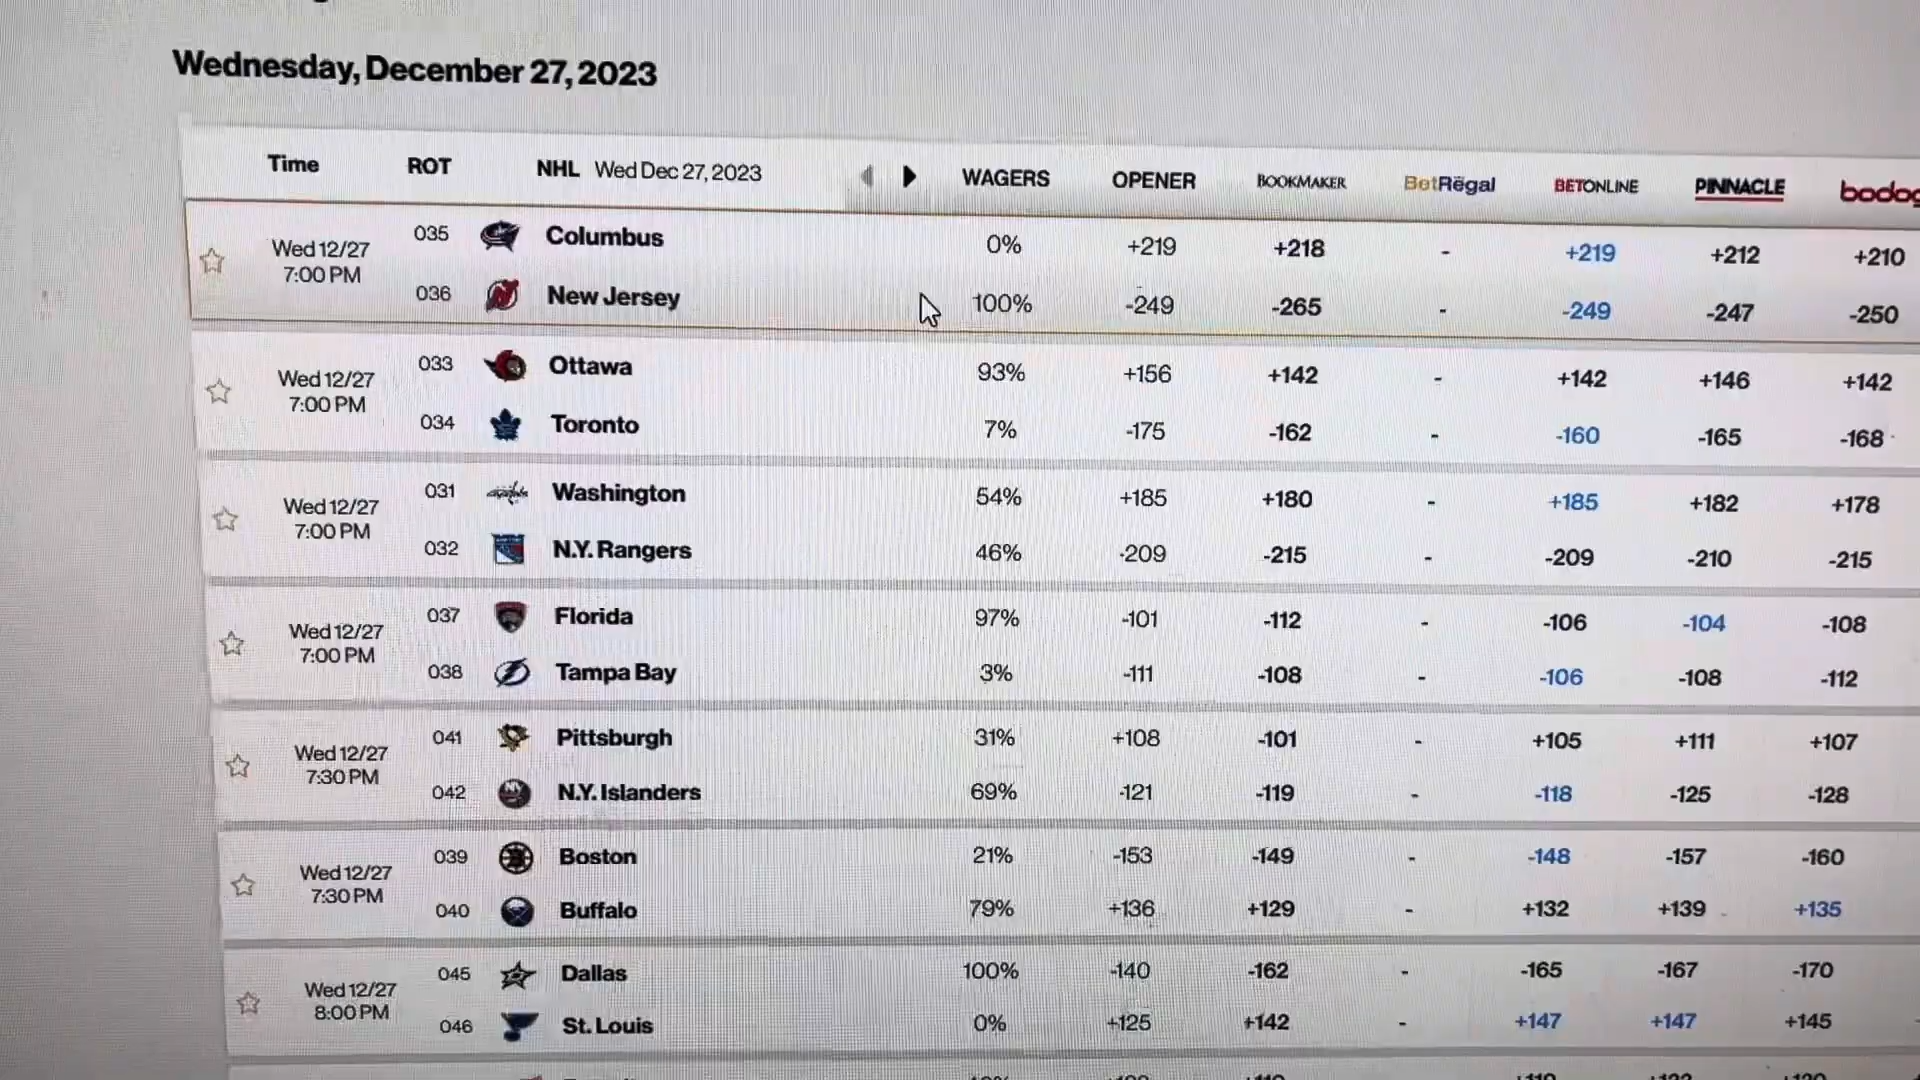 Wednesday, December 27, 2023
Time ROT NHL Wed Dec 27, 2023 WAGERS OPENER BOOKMAKER BetRëgal BETONLINE PINNACLE
Wed 12/27
7:00 PM
035 Columbus 0% +219 +218 - +219 +212 +210
036 New Jersey 100% -249 -265 - -249 -247 -250
Wed 12/27
7:00 PM
033 Ottawa 93% +156 +142 - +142 +146 +142
034 Toronto 7% -175 -162 - -160 -165 -168
Wed 12/27
7:00 PM
031 Washington 54% +185 +180 - +185 +182 +178
032 N.Y. Rangers 46% -209 -215 - -209 -210 -215
Wed 12/27
7:00 PM
037 Florida 97% -101 -112 - -106 -104 -108
038 Tampa Bay 3% -111 -108 - -106 -108 -112
Wed 12/27
7:30 PM
041 Pittsburgh 31% +108 -101 - +105 +111 +107
042 N.Y. Islanders 69% -121 -119 - -118 -125 -128
Wed 12/27
7:30 PM
039 Boston 21% -153 -149 - -148 -157 -160
040 Buffalo 79% +136 +129 - +132 +139 +135
Wed 12/27
8:00 PM
045 Dallas 100% -140 -162 - -165 -167 -170
046 St. Louis 0% +125 +142 - +147 +147 +145